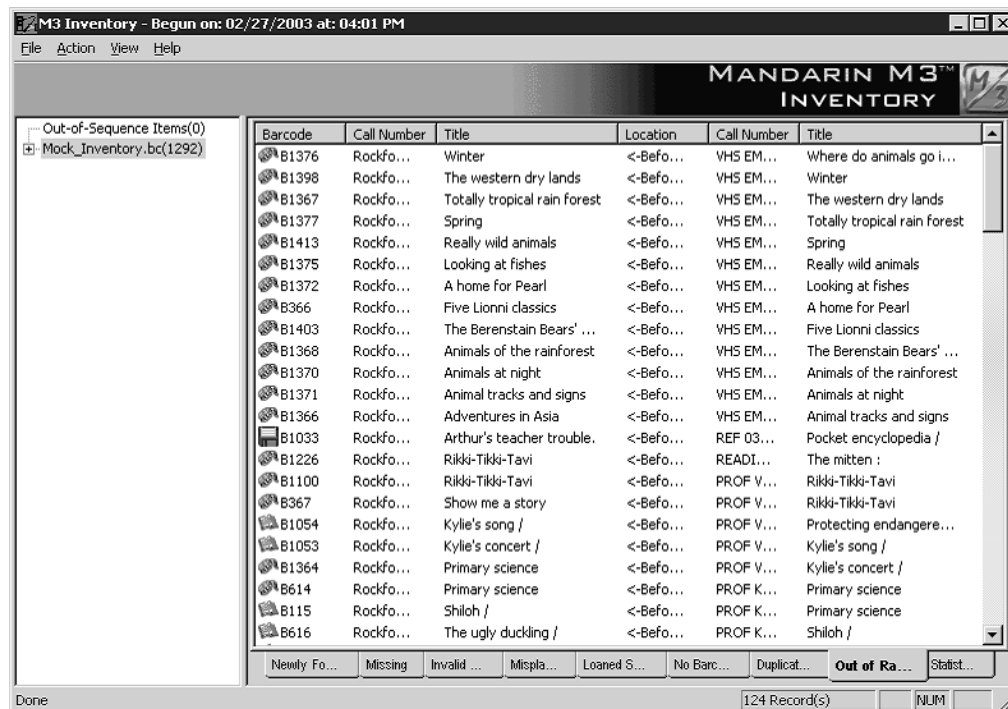 M3 Inventory - Begun on: 02/27/2003 at: 04:01 PM
File Action View Help
MANDARIN M3™
INVENTORY
Out-of-Sequence Items(0)
Mock_Inventory.bc(1292)
Barcode Call Number Title Location Call Number Title
B1376 Rockfo... Winter <-Befo... VHS EM... Where do animals go i...
B1398 Rockfo... The western dry lands <-Befo... VHS EM... Winter
B1367 Rockfo... Totally tropical rain forest <-Befo... VHS EM... The western dry lands
B1377 Rockfo... Spring <-Befo... VHS EM... Totally tropical rain forest
B1413 Rockfo... Really wild animals <-Befo... VHS EM... Spring
B1375 Rockfo... Looking at fishes <-Befo... VHS EM... Really wild animals
B1372 Rockfo... A home for Pearl <-Befo... VHS EM... Looking at fishes
B366 Rockfo... Five Lionni classics <-Befo... VHS EM... A home for Pearl
B1403 Rockfo... The Berenstain Bears' ... <-Befo... VHS EM... Five Lionni classics
B1368 Rockfo... Animals of the rainforest <-Befo... VHS EM... The Berenstain Bears' ...
B1370 Rockfo... Animals at night <-Befo... VHS EM... Animals of the rainforest
B1371 Rockfo... Animal tracks and signs <-Befo... VHS EM... Animals at night
B1366 Rockfo... Adventures in Asia <-Befo... VHS EM... Animal tracks and signs
B1033 Rockfo... Arthur's teacher trouble. <-Befo... REF 03... Pocket encyclopedia /
B1226 Rockfo... Rikki-Tikki-Tavi <-Befo... READI... The mitten :
B1100 Rockfo... Rikki-Tikki-Tavi <-Befo... PROF V... Rikki-Tikki-Tavi
B367 Rockfo... Show me a story <-Befo... PROF V... Rikki-Tikki-Tavi
B1054 Rockfo... Kylie's song / <-Befo... PROF V... Protecting endangere...
B1053 Rockfo... Kylie's concert / <-Befo... PROF V... Kylie's song /
B1364 Rockfo... Primary science <-Befo... PROF V... Kylie's concert /
B614 Rockfo... Primary science <-Befo... PROF K... Primary science
B115 Rockfo... Shiloh / <-Befo... PROF K... Primary science
B616 Rockfo... The ugly duckling / <-Befo... PROF K... Shiloh /
Newly Fo... Missing Invalid ... Mispla... Loaned S... No Barc... Duplicat... Out of Ra... Statist...
Done 124 Record(s) NUM